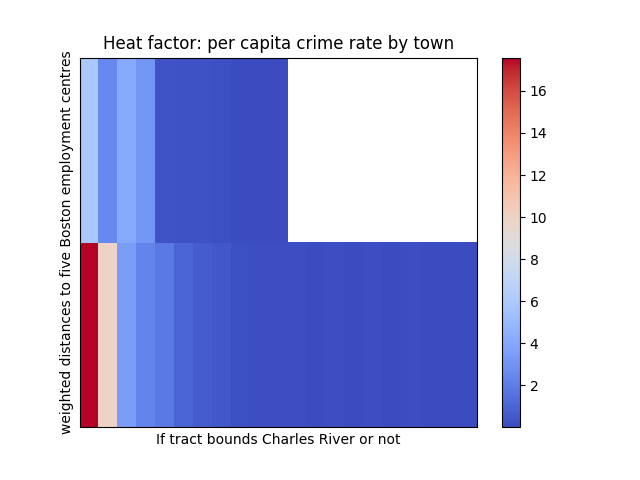 Heat factor: per capita crime rate by town
weighted distances to five Boston employment centres
If tract bounds Charles River or not
16
14
12
10
8
6
4
2